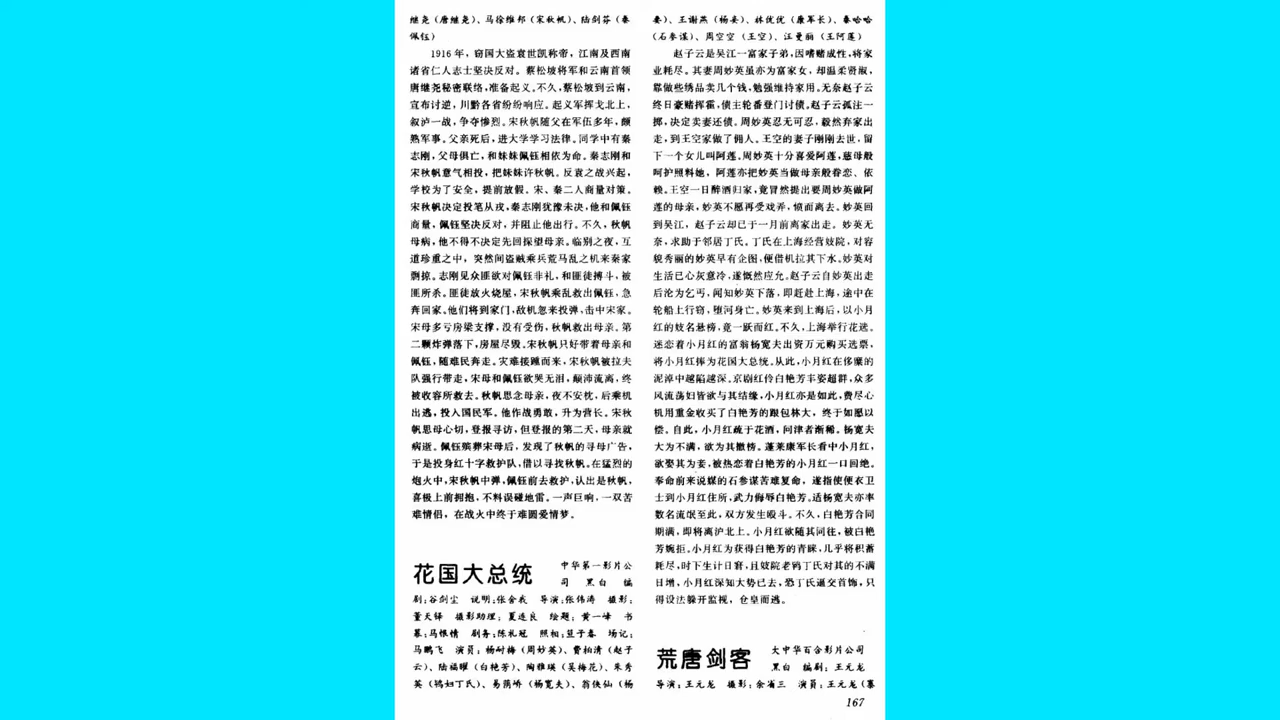 继尧（唐继尧）、马徐维邦（宋秋帆）、陆剑芬（秦
佩钰）
1916 年，窃国大盗袁世凯称帝，江南及西南
诸省仁人志士坚决反对。蔡松坡将军和云南首领
唐继尧秘密联络，准备起义。不久，蔡松坡到云南，
宣布讨逆，川黔各省纷纷响应。起义军挥戈北上，
叙泸一战，争夺惨烈。宋秋帆随父在军伍多年，颇
熟军事。父亲死后，进大学学习法律。同学中有秦
志刚，父母俱亡，和妹妹佩钰相依为命。秦志刚和
宋秋帆意气相投，把妹妹许秋帆。反袁之战兴起，
学校为了安全，提前放假。宋、秦二人商量对策。
宋秋帆决定投笔从戎，秦志刚犹豫未决，他和佩钰
商量，佩钰坚决反对，并阻止他出行。不久，秋帆
母病，他不得不决定先回探望母亲。临别之夜，互
道珍重之中，突然间盗贼乘兵荒马乱之机来秦家
剽掠。志刚见众匪欲对佩钰非礼，和匪徒搏斗，被
匪所杀。匪徒放火烧屋，宋秋帆乘乱救出佩钰，急
奔回家。他们将到家门，敌机忽来投弹，击中宋家。
宋母多亏房梁支撑，没有受伤，秋帆救出母亲。第
二颗炸弹落下，房屋尽毁。宋秋帆只好带着母亲和
佩钰，随难民奔走。灾难接踵而来，宋秋帆被拉夫
队强行带走，宋母和佩钰欲哭无泪，颠沛流离，终
被收容所救去。秋帆思念母亲，夜不安枕，后乘机
出逃，投入国民军。他作战勇敢，升为营长。宋秋
帆思母心切，登报寻访，但登报的第二天，母亲就
病逝。佩钰殡葬宋母后，发现了秋帆的寻母广告，
于是投身红十字救护队，借以寻找秋帆。在猛烈的
炮火中，宋秋帆中弹，佩钰前去救护，认出是秋帆，
喜极上前拥抱，不料误碰地雷。一声巨响，一双苦
难情侣，在战火中终于难圆爱情梦。
花国大总统 中华第一影片公
司 黑白 编
剧：谷剑尘 说明：张舍我 导演：张伟涛 摄影：
董天铎 摄影助理：夏连良 绘题：黄一峰 书
幕：马恨情 剧务：陈礼冠 照相：笪子春 场记：
马鹏飞 演员：杨耐梅（周妙英）、费柏清（赵子
云）、陆福曜（白艳芳）、陶雅瑛（吴梅花）、朱秀
英（鸨妇丁氏）、易荫峤（杨宽夫）、翁侠仙（杨
妾）、王谢燕（杨妾）、林优优（康军长）、秦哈哈
（石参谋）、周空空（王空）、汪曼丽（王阿莲）
赵子云是吴江一富家子弟，因嗜赌成性，将家
业耗尽。其妻周妙英虽亦为富家女，却温柔贤淑，
靠做些绣品卖几个钱，勉强维持家用。无奈赵子云
终日豪赌挥霍，债主轮番登门讨债。赵子云孤注一
掷，决定卖妻还债。周妙英忍无可忍，毅然弃家出
走，到王空家做了佣人。王空的妻子刚刚去世，留
下一个女儿叫阿莲。周妙英十分喜爱阿莲，慈母般
呵护照料她，阿莲亦把妙英当做母亲般眷恋、依
赖。王空一日醉酒归家，竟冒然提出要周妙英做阿
莲的母亲，妙英不愿再受戏弄，愤而离去。妙英回
到吴江，赵子云却已于一月前离家出走。妙英无
奈，求助于邻居丁氏。丁氏在上海经营妓院，对容
貌秀丽的妙英早有企图，便借机拉其下水。妙英对
生活已心灰意冷，遂慨然应允。赵子云自妙英出走
后沦为乞丐，闻知妙英下落，即赶赴上海，途中在
轮船上行窃，堕河身亡。妙英来到上海后，以小月
红的妓名悬榜，竟一跃而红。不久，上海举行花选。
迷恋着小月红的富翁杨宽夫出资万元购买选票，
将小月红捧为花国大总统。从此，小月红在侈糜的
泥淖中越陷越深。京剧红伶白艳芳丰姿超群，众多
风流荡妇皆欲与其结缘，小月红亦是如此，费尽心
机用重金收买了白艳芳的跟包林大，终于如愿以
偿。自此，小月红疏于花酒，问津者渐稀。杨宽夫
大为不满，欲为其撤榜。蓬莱康军长看中小月红，
欲娶其为妾，被热恋着白艳芳的小月红一口回绝。
奉命前来说媒的石参谋苦难复命，遂指使便衣卫
士到小月红住所，武力侮辱白艳芳。适杨宽夫亦率
数名流氓至此，双方发生殴斗。不久，白艳芳合同
期满，即将离沪北上。小月红欲随其同往，被白艳
芳婉拒。小月红为获得白艳芳的青睐，几乎将积蓄
耗尽，时下生计日窘，且妓院老鸨丁氏对其的不满
日增，小月红深知大势已去，恐丁氏逼交首饰，只
得设法躲开监视，仓皇而逃。
荒唐剑客 大中华百合影片公司
黑白 编剧：王元龙
导演：王元龙 摄影：余省三 演员：王元龙（骞
167